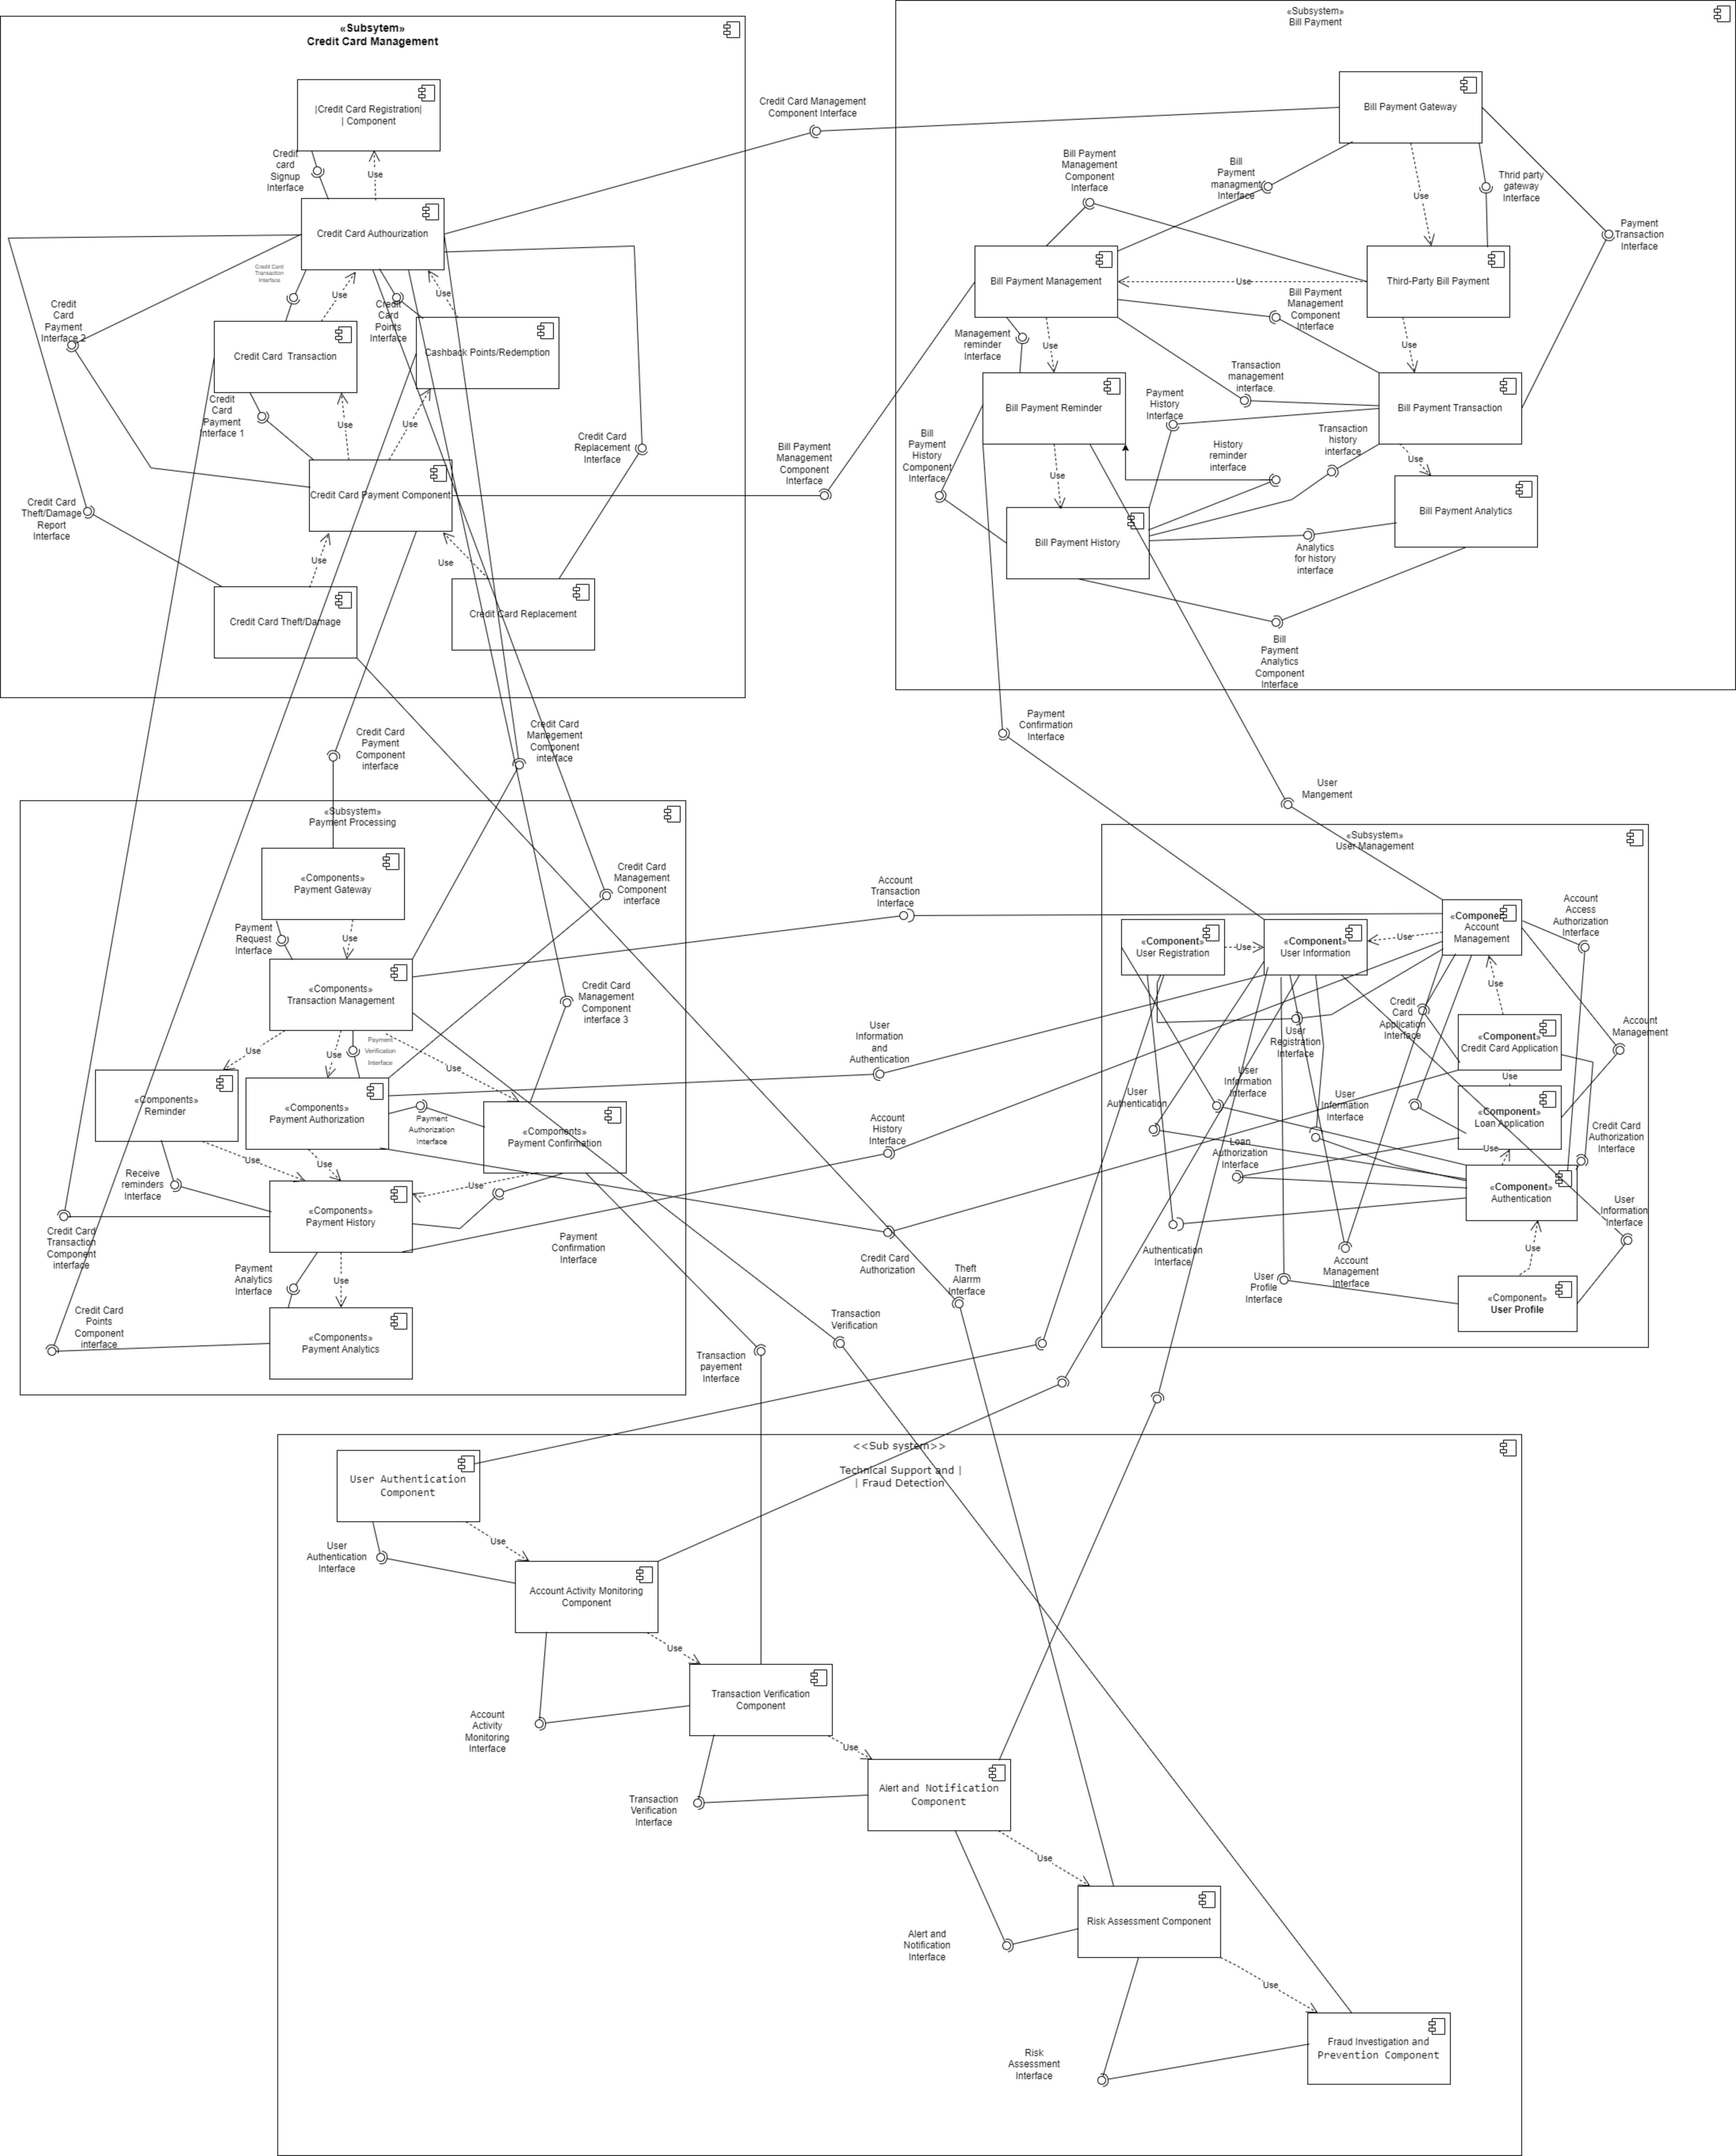 «Subsytem»
Credit Card Management
|Credit Card Registration|
| Component
Credit
card
Signup
Interface
Use
Credit Card Authourization
Credit Card
Transaction
Interface
Use
Credit
Card
Points
Interface
Use
Credit
Card
Payment
Interface 2
Credit Card Transaction
Cashback Points/Redemption
Credit
Card
Payment
Interface 1
Use
Use
Credit Card
Replacement
Interface
Credit Card Payment Component
Credit Card
Theft/Damage
Report
Interface
Use
Use
Credit Card Theft/Damage
Credit Card Replacement
Credit Card Management
Component Interface
Bill Payment
Management
Component
Interface
«Subsystem»
Bill Payment
Bill Payment Gateway
Bill Payment
Management
Component
Interface
Bill
Payment
managment
Interface
Use
Thrid party
gateway
Interface
Payment
Transaction
Interface
Bill Payment Management
Use
Third-Party Bill Payment
Bill Payment
Management
Component
Interface
Management
reminder
Interface
Use
Use
Transaction
management
interface.
Bill Payment Reminder
Payment
History
Interface
Bill Payment Transaction
Bill
Payment
History
Component
Interface
History
reminder
interface
Transaction
history
interface
Use
Use
Bill Payment Analytics
Bill Payment History
Analytics
for history
interface
Bill
Payment
Analytics
Component
Interface
Credit Card
Payment
Component
interface
Credit Card
Management
Component
interface
Payment
Confirmation
Interface
User
Mangement
«Subsystem»
Payment Processing
«Components»
Payment Gateway
Payment
Request
Interface
Use
Credit Card
Management
Component
interface
«Components»
Transaction Management
Credit Card
Management
Component
interface 3
Use
Use
Payment
Verification
Interface
Use
«Components»
Reminder
«Components»
Payment Authorization
Payment
Authorization
Interface
«Components»
Payment Confirmation
Use
Use
Receive
reminders
Interface
Use
«Components»
Payment History
Credit Card
Transaction
Component
interface
Payment
Confirmation
Interface
Payment
Analytics
Interface
Use
Credit Card
Points
Component
interface
«Components»
Payment Analytics
Account
Transaction
Interface
User
Information
and
Authentication
Account
History
Interface
Credit Card
Authorization
Theft
Alarrm
Interface
Transaction
Verification
Transaction
payement
Interface
«Subsystem»
User Management
«Component»
Account
Management
Account
Access
Authorization
Interface
«Component»
User Registration
Use
«Component»
User Information
Use
Use
Credit
Card
Application
Interface
User
Registration
Interface
Account
Management
«Component»
Credit Card Application
Use
User
Information
Interface
User
Authentication
User
Information
Interface
«Component»
Loan Application
Credit Card
Authorization
Interface
Use
Loan
Authorization
Interface
«Component»
Authentication
User
Information
Interface
Authentication
Interface
Account
Management
Interface
User
Profile
Interface
Use
«Component»
User Profile
<<Sub system>>
Technical Support and |
| Fraud Detection
User Authentication
Component
User
Authentication
Interface
Use
Account Activity Monitoring
Component
Use
Account
Activity
Monitoring
Interface
Transaction Verification
Component
Use
Transaction
Verification
Interface
Alert and Notification
Component
Use
Alert and
Notification
Interface
Risk Assessment Component
Use
Risk
Assessment
Interface
Fraud Investigation and
Prevention Component